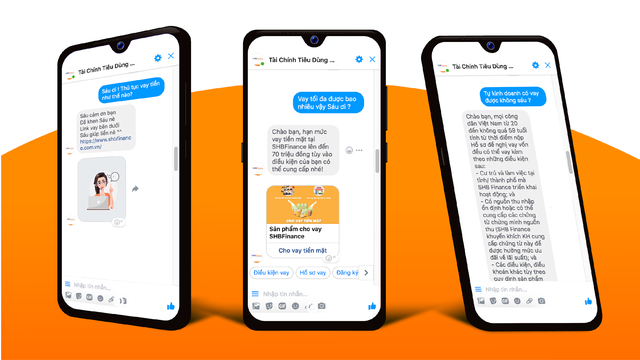 Tài Chính Tiêu Dùng ...
Sáu ơi ! Thủ tục vay tiền
như thế nào?
Sáu cảm ơn bạn
Đã khen Sáu nè
Link vay bên dưới
Sáu giúp liền nè ^^
https://www.shbfinanc
e.com.vn/
Nhập tin nhắn...
Tài Chính Tiêu Dùng ...
Vay tối đa được bao
nhiêu vậy Sáu ơi ?
Chào bạn, hạn mức
vay tiền mặt tại
SHBFinance lên đến
70 triệu đồng tùy vào
điều kiện của bạn có
thể cung cấp nhé!
CHO VAY TIỀN MẶT
Sản phẩm cho vay
SHBFinance
Cho vay tiền mặt
Điều kiện vay
Hồ sơ vay
Đăng ký
Nhập tin nhắn...
Tài Chính Tiêu Dùng ...
Tự kinh doanh có vay
được không sáu ?
Chào bạn, mọi công
dân Việt Nam từ 20
đến không quá 59 tuổi
tính từ thời điểm nộp
Hồ sơ đề nghị vay vốn
đều có thể vay kèm
theo những điều kiện
sau:
- Cư trú và làm việc tại
tỉnh/ thành phố mà
SHB Finance triển khai
hoạt động; và
- Có nguồn thu nhập
ổn định hoặc có thể
cung cấp các chứng
từ chứng minh nguồn
thu (SHB Finance
khuyến khích KH cung
cấp chứng từ này để
được hưởng mức ưu
đãi về lãi suất); và
- Các điều kiện, điều
khoản khác tùy theo
quy định sản phẩm
Nhập tin nhắn...